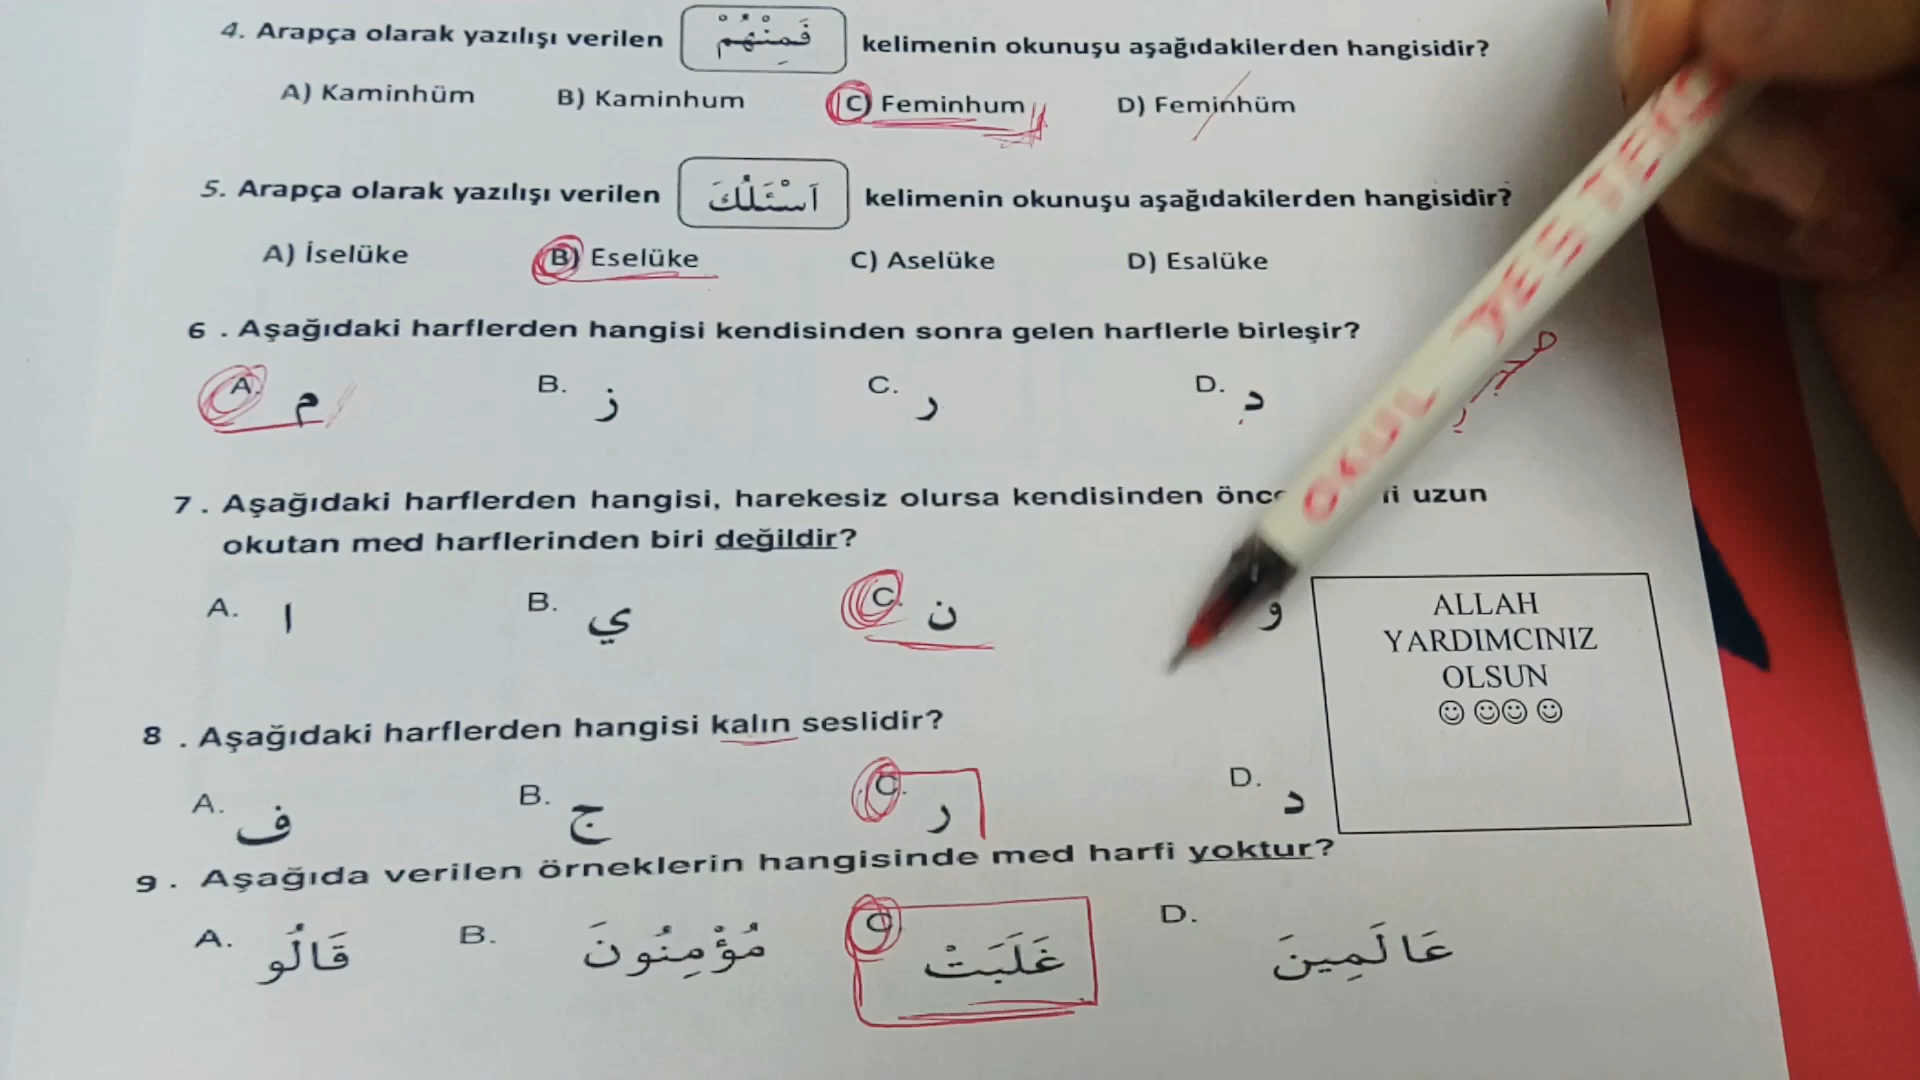 4. Arapça olarak yazılışı verilen فَمِنْهُمْ kelimenin okunuşu aşağıdakilerden hangisidir?
A) Kaminhüm B) Kaminhum C) Feminhum D) Feminhüm
5. Arapça olarak yazılışı verilen اَسْئَلُكَ kelimenin okunuşu aşağıdakilerden hangisidir?
A) İselüke B) Eselüke C) Aselüke D) Esalüke
6 . Aşağıdaki harflerden hangisi kendisinden sonra gelen harflerle birleşir?
A. م B. ز C. ر D. د
7 . Aşağıdaki harflerden hangisi, harekesiz olursa kendisinden uzun
okutan med harflerinden biri değildir?
A. ا B. ي C. ن و
8 . Aşağıdaki harflerden hangisi kalın seslidir?
A. ف B. ج C. ر D. د
9 . Aşağıda verilen örneklerin hangisinde med harfi yoktur?
A. قَالُو B. مُؤْمِنُونَ C. غَلَبَتْ D. عَالَمِينَ
ALLAH
YARDIMCINIZ
OLSUN
☺ ☺☺ ☺
OKUL